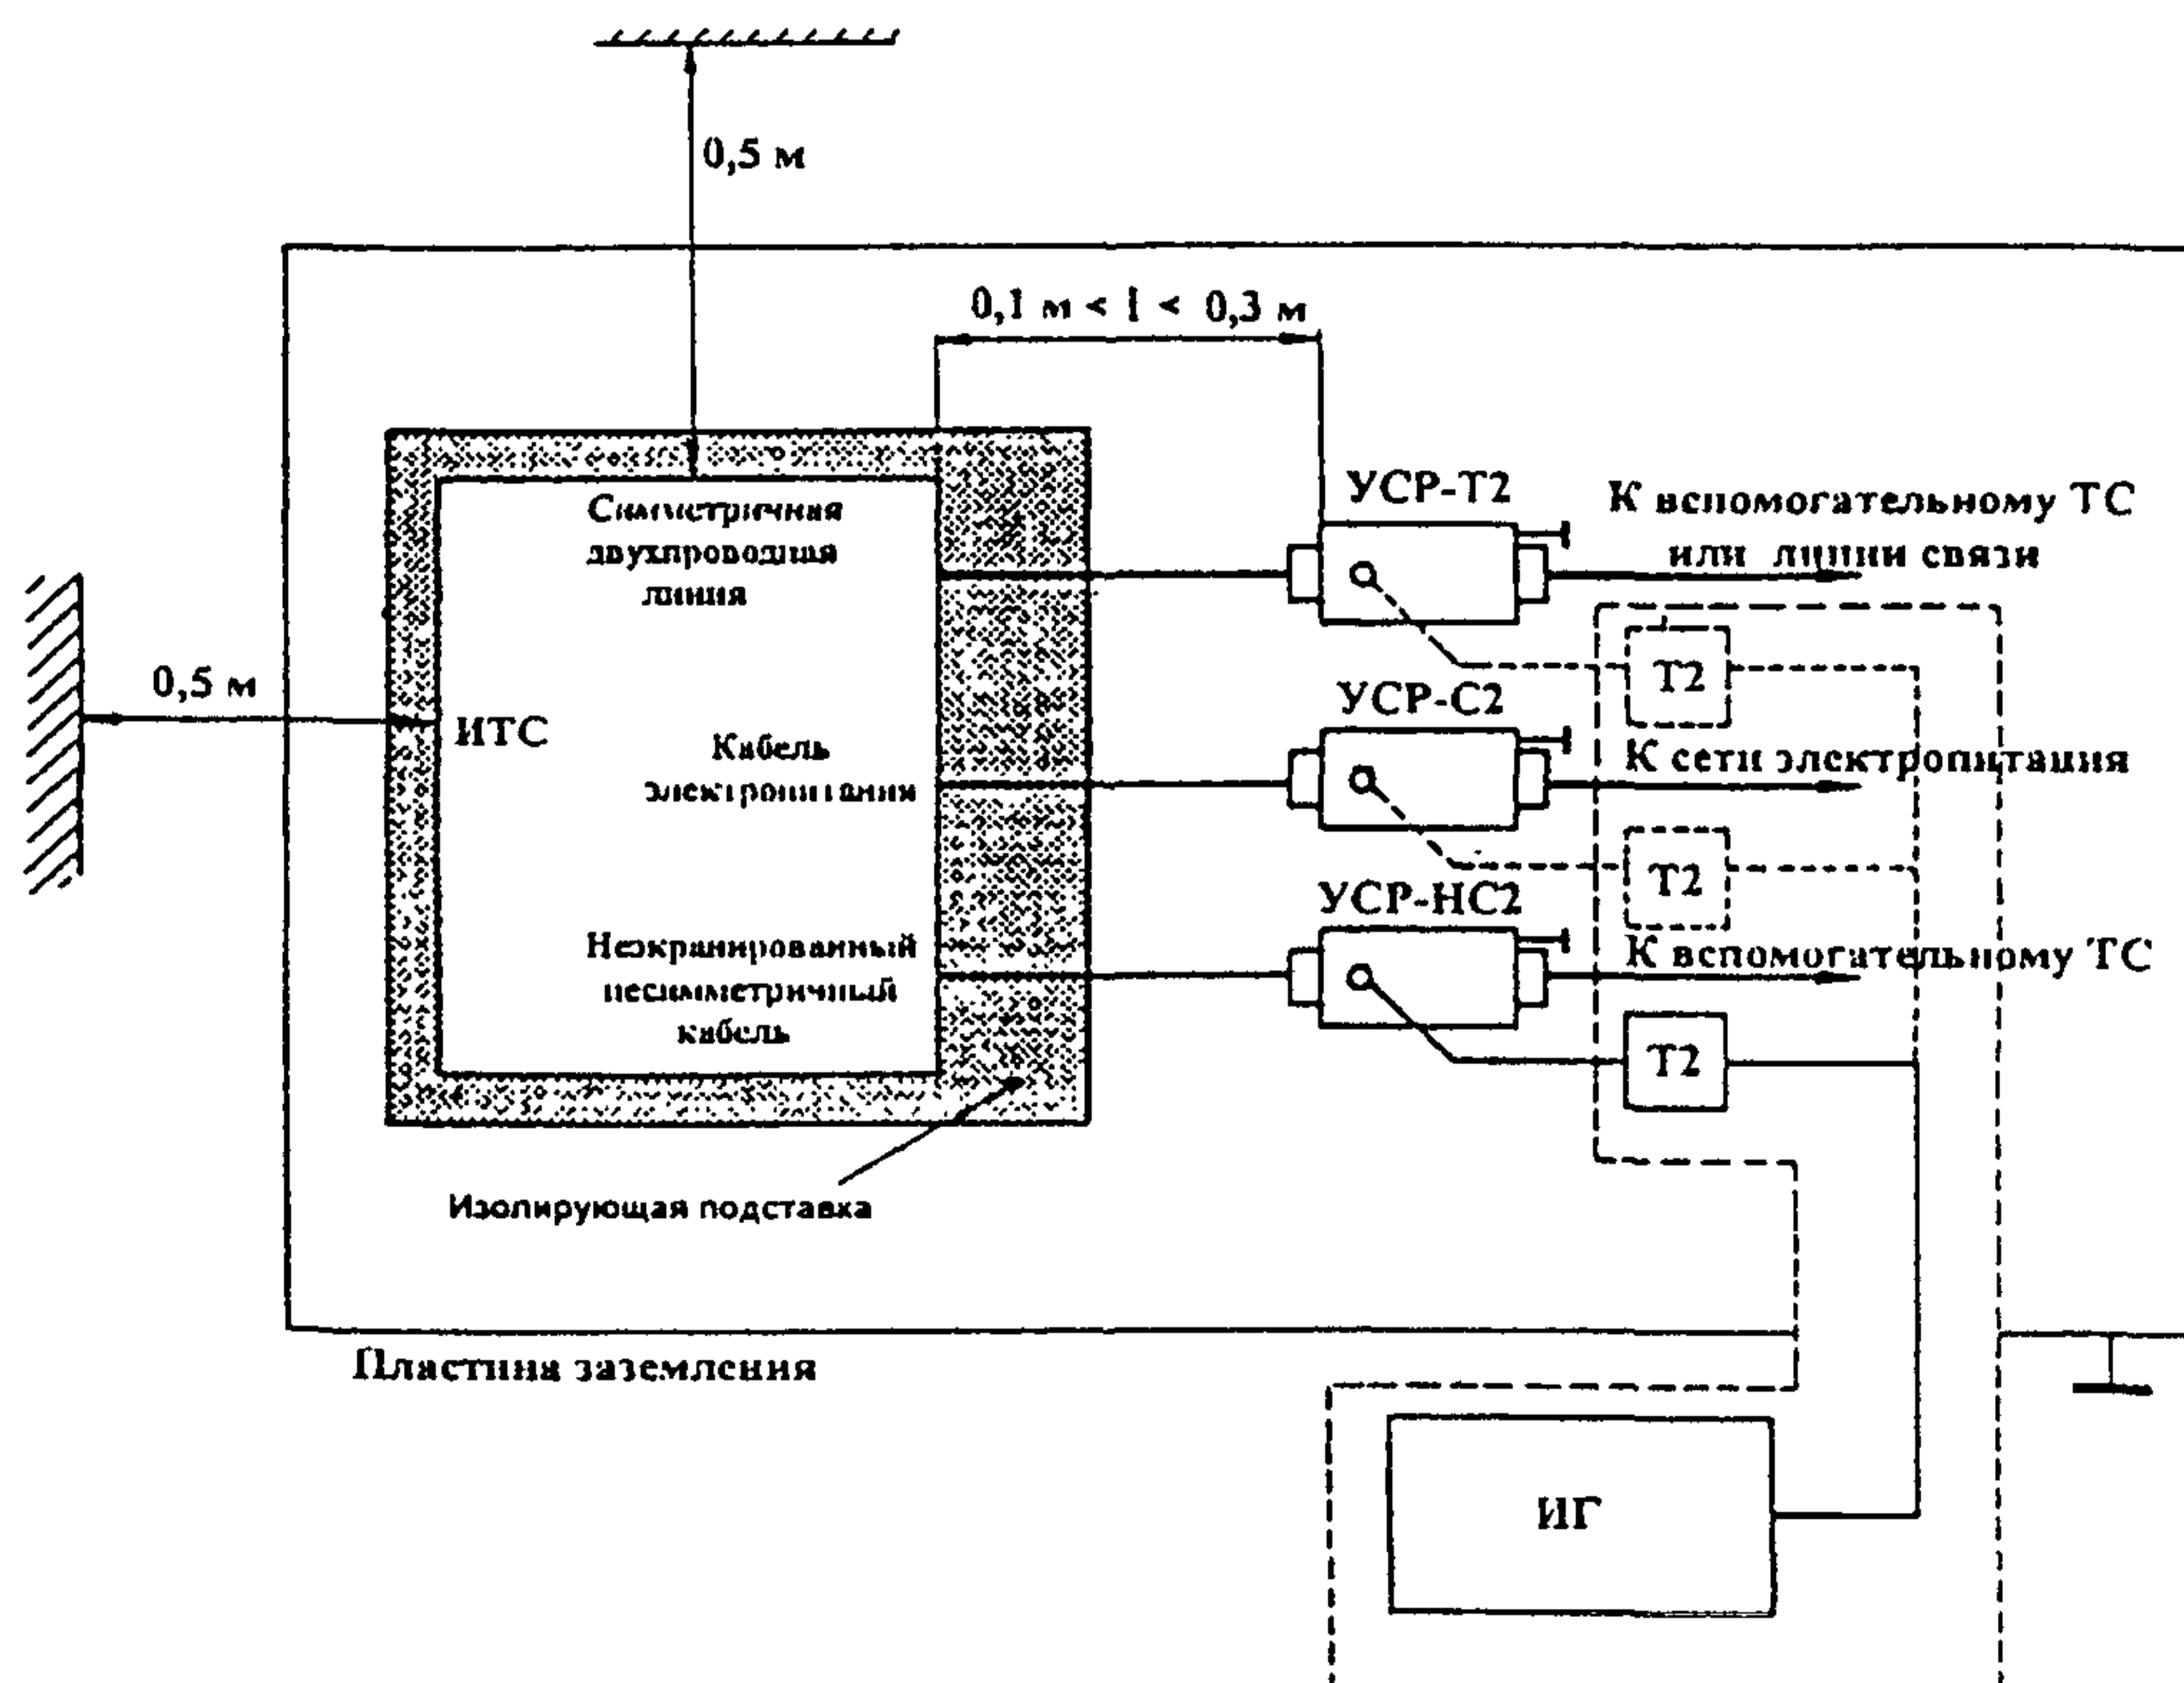 0,5 м
0,1 м < l < 0,3 м
УСР-Т2
К вспомогательному ТС
или линии связи
Симметричная
двухпроводная
линия
Т2
0,5 м
ИТС
УСР-С2
Кабель
электропитания
К сети электропитания
Т2
УСР-НС2
Неэкранированный
несимметричный
кабель
К вспомогательному ТС
Т2
Изолирующая подставка
Пластина заземления
ИГ